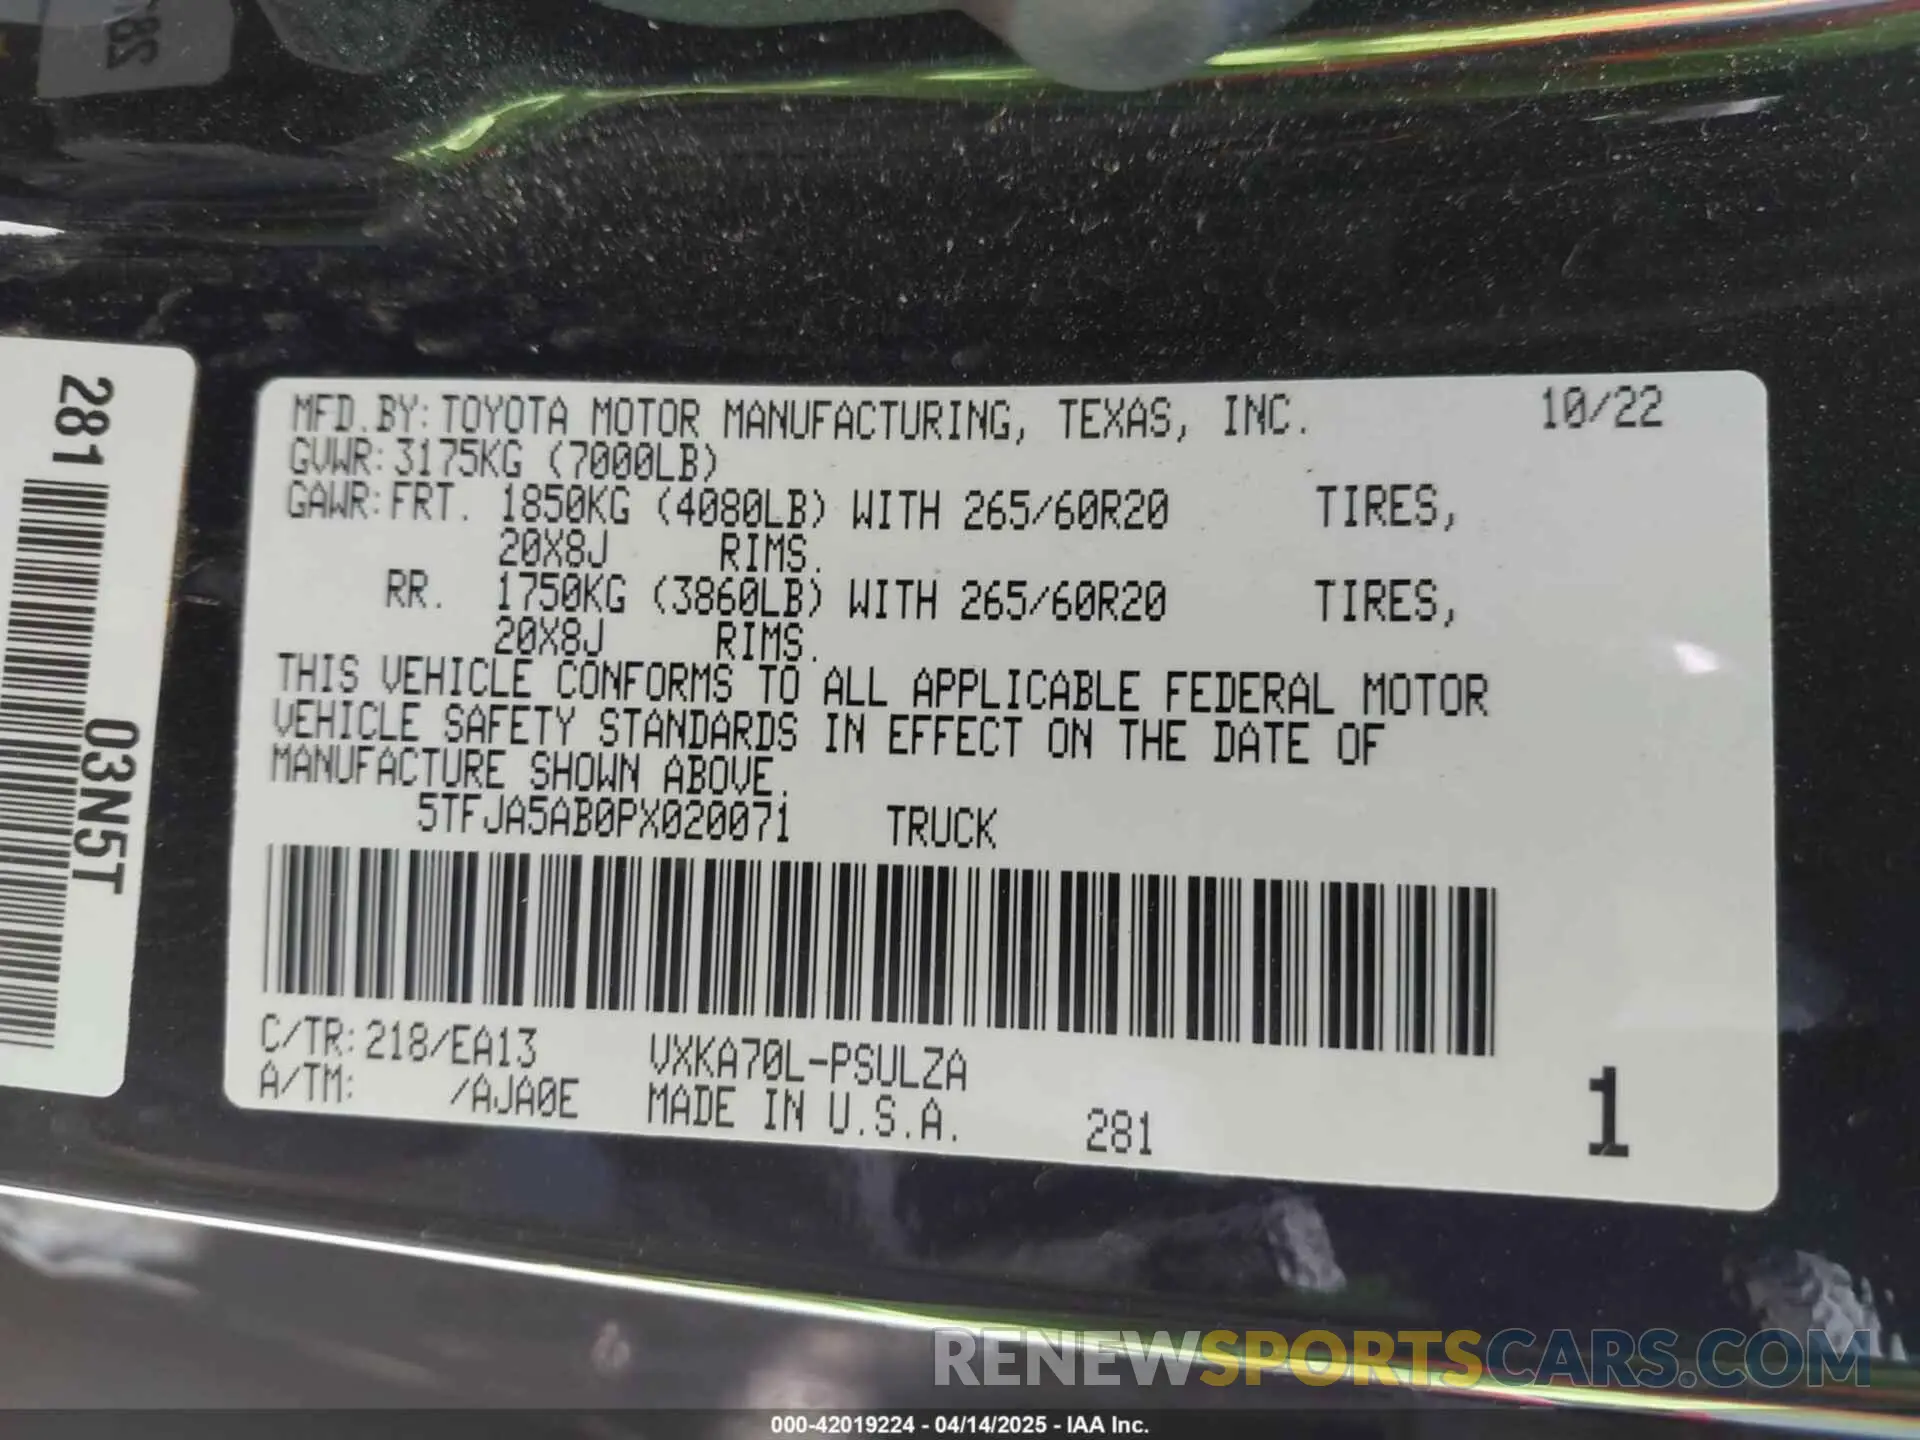 782
281
03N5T
MFD.BY:TOYOTA MOTOR MANUFACTURING, TEXAS, INC. 10/22
GVWR:3175KG (7000LB)
GAWR:FRT. 1850KG (4080LB) WITH 265/60R20 TIRES,
20X8J RIMS.
RR. 1750KG (3860LB) WITH 265/60R20 TIRES,
20X8J RIMS.
THIS VEHICLE CONFORMS TO ALL APPLICABLE FEDERAL MOTOR
VEHICLE SAFETY STANDARDS IN EFFECT ON THE DATE OF
MANUFACTURE SHOWN ABOVE.
5TFJA5AB0PX020071 TRUCK
C/TR:218/EA13 VXKA70L-PSULZA
A/TM: /AJA0E MADE IN U.S.A. 281 1
RENEWSPORTSCARS.COM
000-42019224 - 04/14/2025 - IAA Inc.